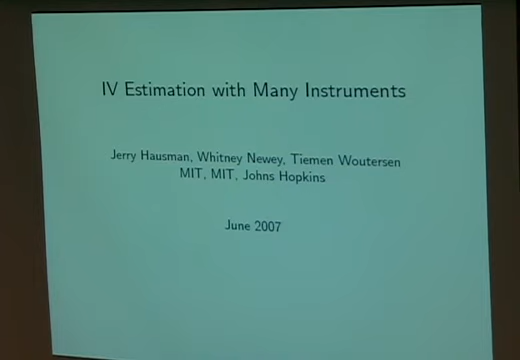 IV Estimation with Many Instruments
Jerry Hausman, Whitney Newey, Tiemen Woutersen
MIT, MIT, Johns Hopkins
June 2007